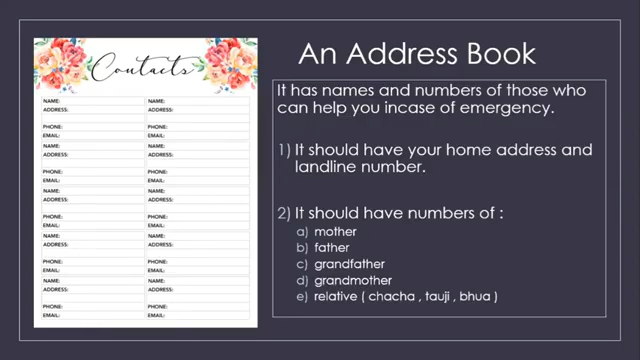 Contacts
NAME: NAME:
ADDRESS: ADDRESS:
PHONE: PHONE:
EMAIL: EMAIL:
NAME: NAME:
ADDRESS: ADDRESS:
PHONE: PHONE:
EMAIL: EMAIL:
NAME: NAME:
ADDRESS: ADDRESS:
PHONE: PHONE:
EMAIL: EMAIL:
NAME: NAME:
ADDRESS: ADDRESS:
PHONE: PHONE:
EMAIL: EMAIL:
NAME: NAME:
ADDRESS: ADDRESS:
PHONE: PHONE:
EMAIL: EMAIL:
An Address Book
It has names and numbers of those who
can help you incase of emergency.
1) It should have your home address and
landline number.
2) It should have numbers of :
a) mother
b) father
c) grandfather
d) grandmother
e) relative ( chacha , tauji , bhua )